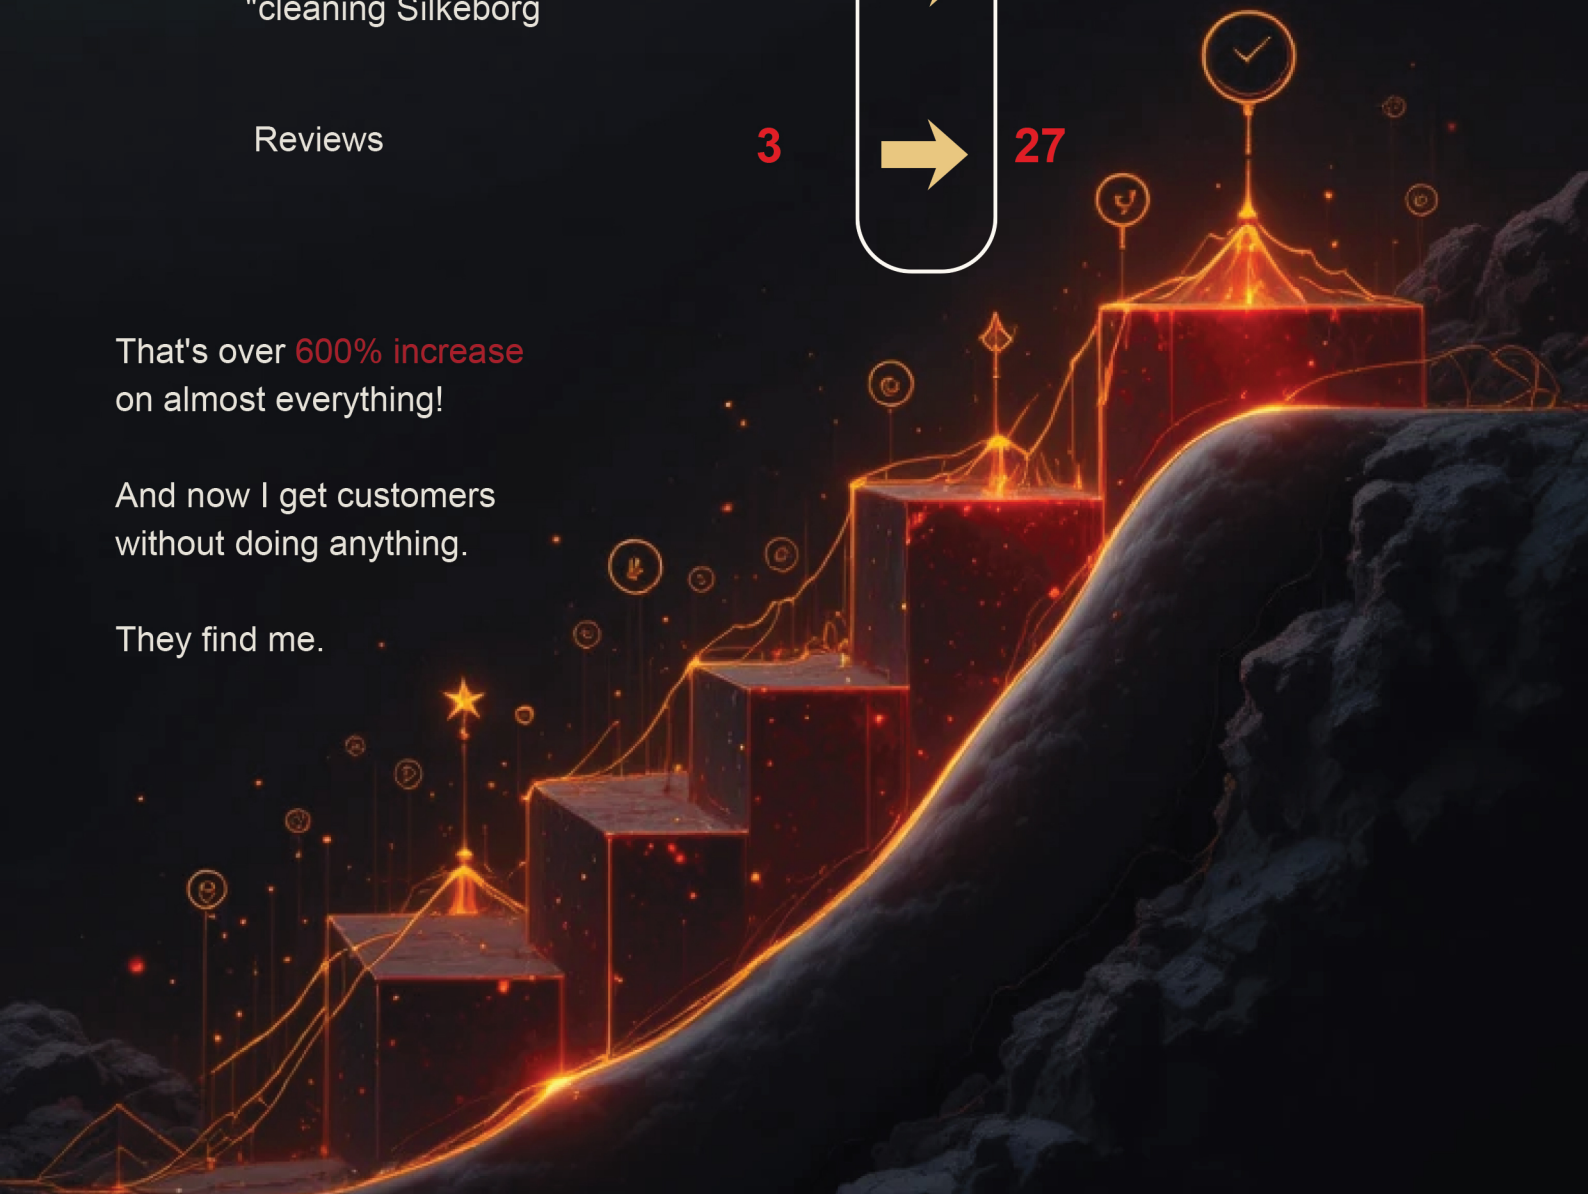 "cleaning Silkeborg
Reviews 3 27
That's over 600% increase
on almost everything!
And now I get customers
without doing anything.
They find me.